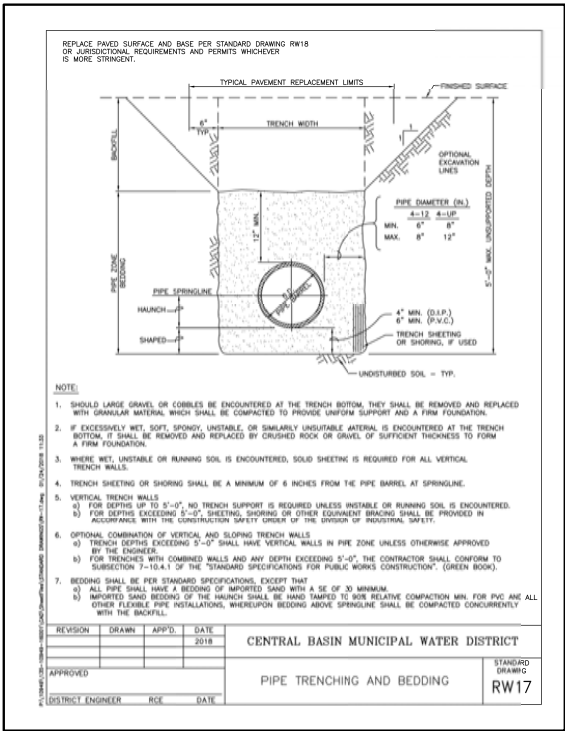 REPLACE PAVED SURFACE AND BASE PER STANDARD DRAWING RW18
OR JURISDICTIONAL REQUIREMENTS AND PERMITS WHICHEVER
IS MORE STRINGENT.
TYPICAL PAVEMENT REPLACEMENT LIMITS
FINISHED SURFACE
6"
TYP.
TRENCH WIDTH
1
1
BACKFILL
OPTIONAL
EXCAVATION
LINES
5'-0" MAX. UNSUPPORTED DEPTH
PIPE DIAMETER (IN.)
4-12 4-UP
MIN. 6" 8"
MAX. 8" 12"
12" MIN.
PIPE ZONE
BEDDING
PIPE SPRINGLINE
O.D.
PIPE BARREL
HAUNCH
SHAPED
4" MIN. (D.I.P.)
6" MIN. (P.V.C.)
TRENCH SHEETING
OR SHORING, IF USED
UNDISTURBED SOIL - TYP.
NOTE:
1. SHOULD LARGE GRAVEL OR COBBLES BE ENCOUNTERED AT THE TRENCH BOTTOM, THEY SHALL BE REMOVED AND REPLACED
WITH GRANULAR MATERIAL WHICH SHALL BE COMPACTED TO PROVIDE UNIFORM SUPPORT AND A FIRM FOUNDATION.
2. IF EXCESSIVELY WET, SOFT, SPONGY, UNSTABLE, OR SIMILARILY UNSUITABLE ATERIAL IS ENCOUNTERED AT THE TRENCH
BOTTOM, IT SHALL BE REMOVED AND REPLACED BY CRUSHED ROCK OR GRAVEL OF SUFFICIENT THICKNESS TO FORM
A FIRM FOUNDATION.
3. WHERE WET, UNSTABLE OR RUNNING SOIL IS ENCOUNTERED, SOLID SHEETING IS REQUIRED FOR ALL VERTICAL
TRENCH WALLS.
4. TRENCH SHEETING OR SHORING SHALL BE A MINIMUM OF 6 INCHES FROM THE PIPE BARREL AT SPRINGLINE.
5. VERTICAL TRENCH WALLS
a) FOR DEPTHS UP TO 5'-0", NO TRENCH SUPPORT IS REQUIRED UNLESS INSTABLE OR RUNNING SOIL IS ENCOUNTERED.
b) FOR DEPTHS EXCEEDING 5'-0", SHEETING, SHORING OR OTHER EQUIVALENT BRACING SHALL BE PROVIDED IN
ACCORDANCE WITH THE CONSTRUCTION SAFETY ORDER OF THE DIVISION OF INDUSTRIAL SAFETY.
6. OPTIONAL COMBINATION OF VERTICAL AND SLOPING TRENCH WALLS
a) TRENCH DEPTHS EXCEEDING 5'-0" SHALL HAVE VERTICAL WALLS IN PIPE ZONE UNLESS OTHERWISE APPROVED
BY THE ENGINEER.
b) FOR TRENCHES WITH COMBINED WALLS AND ANY DEPTH EXCEEDING 5'-0", THE CONTRACTOR SHALL CONFORM TO
SUBSECTION 7-10.4.1 OF THE "STANDARD SPECIFICATIONS FOR PUBLIC WORKS CONSTRUCTION". (GREEN BOOK).
7. BEDDING SHALL BE PER STANDARD SPECIFICATIONS, EXCEPT THAT
a) ALL PIPE SHALL HAVE A BEDDING OF IMPORTED SAND WITH A SE OF 30 MINIMUM.
b) IMPORTED SAND BEDDING OF THE HAUNCH SHALL BE HAND TAMPED TO 90% RELATIVE COMPACTION MIN. FOR PVC AND ALL
OTHER FLEXIBLE PIPE INSTALLATIONS, WHEREUPON BEDDING ABOVE SPRINGLINE SHALL BE COMPACTED CONCURRENTLY
WITH THE BACKFILL.
REVISION DRAWN APP'D. DATE
2018
CENTRAL BASIN MUNICIPAL WATER DISTRICT
APPROVED
DISTRICT ENGINEER RCE DATE
PIPE TRENCHING AND BEDDING
STANDARD
DRAWING
RW17